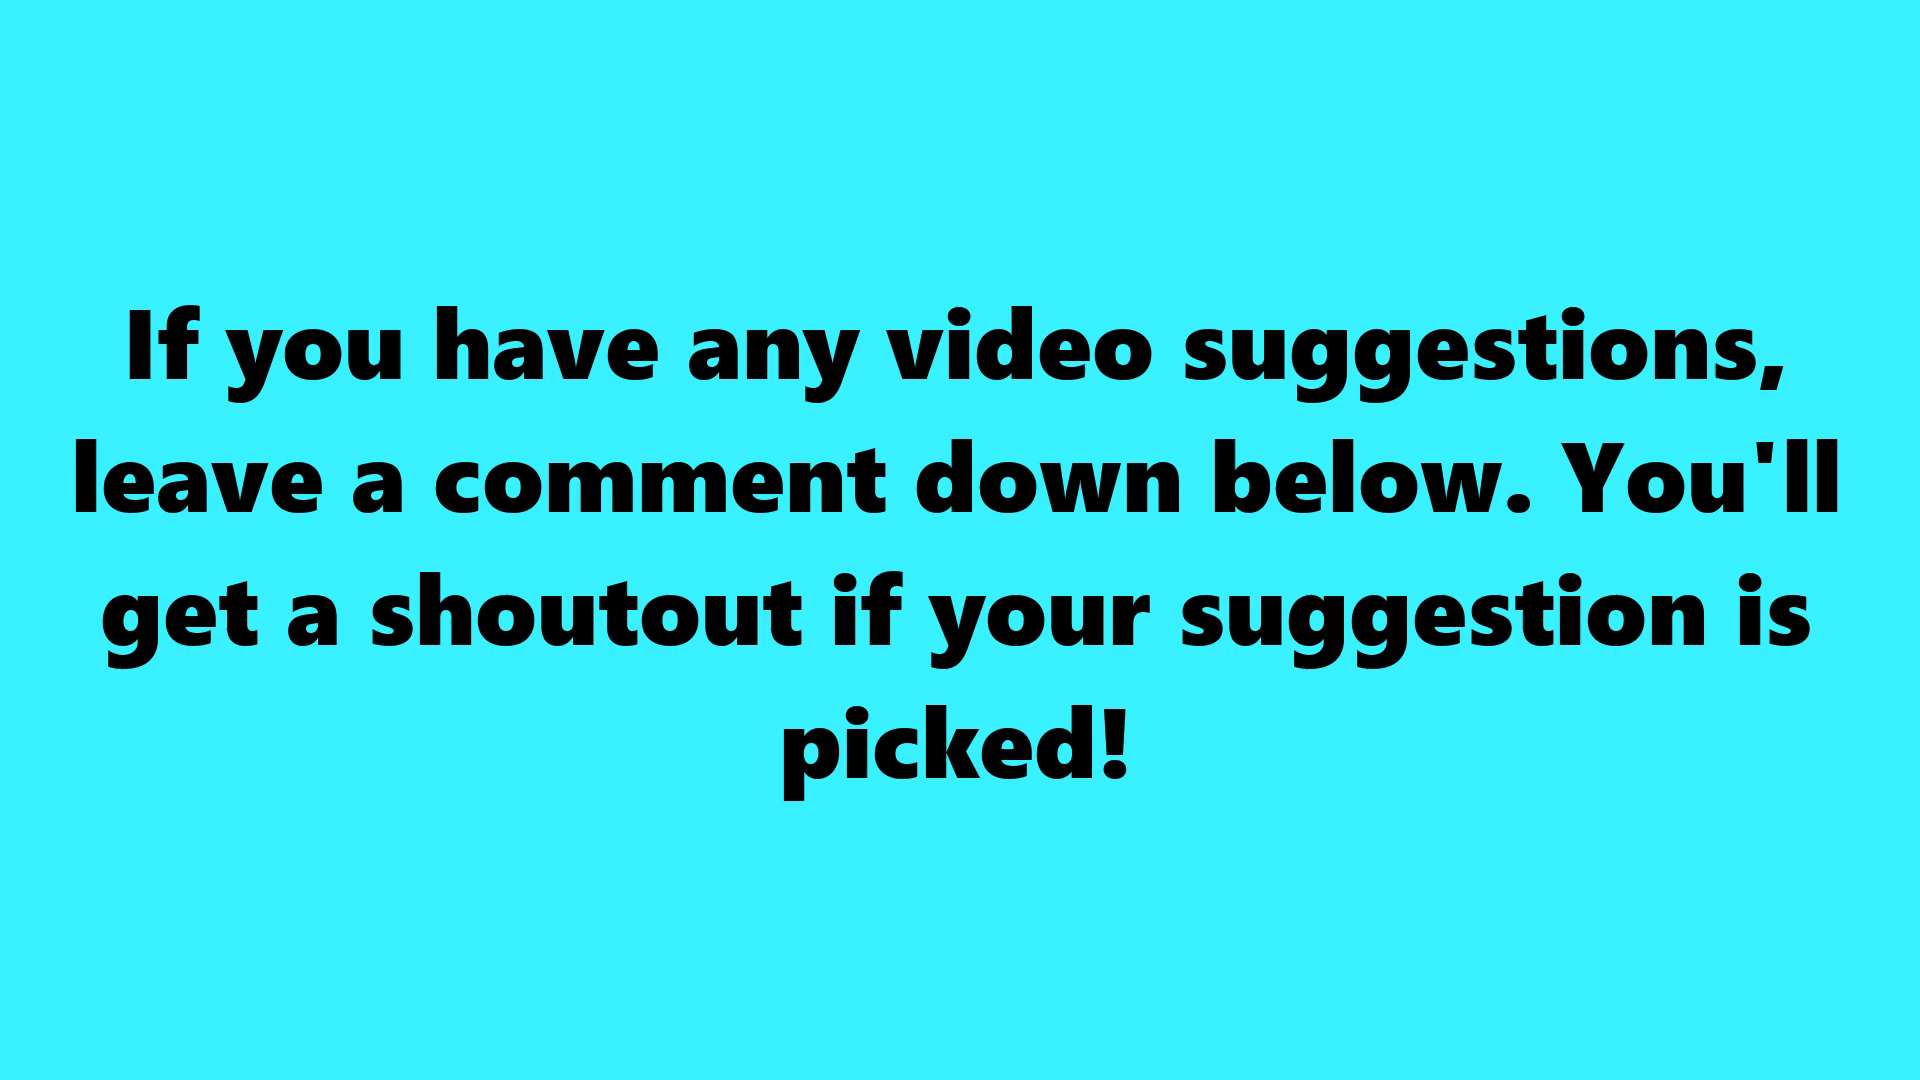 If you have any video suggestions,
leave a comment down below. You'll
get a shoutout if your suggestion is
picked!